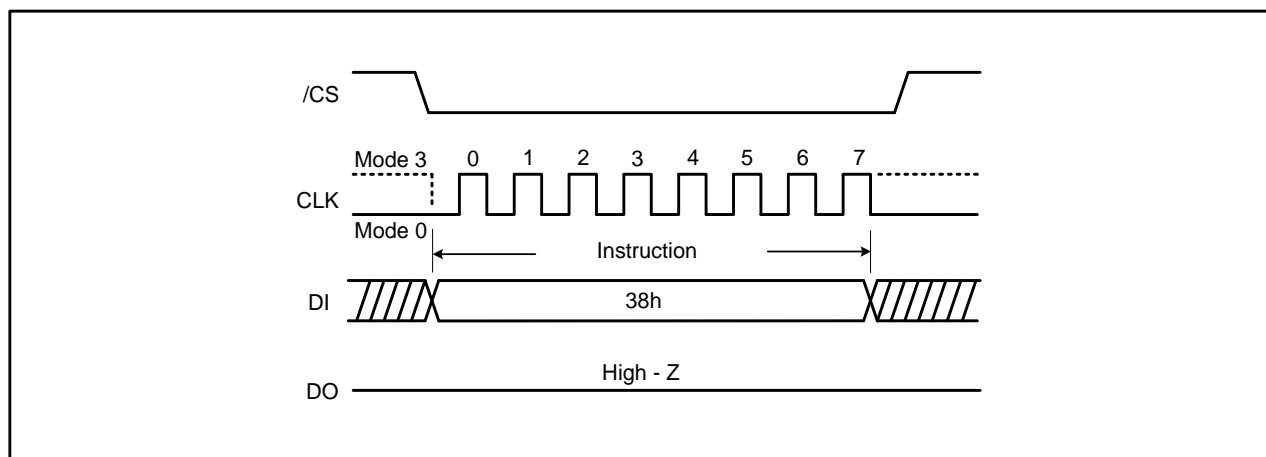 /CS
Mode 3 0 1 2 3 4 5 6 7
CLK
Mode 0
Instruction
DI 38h
High - Z
DO